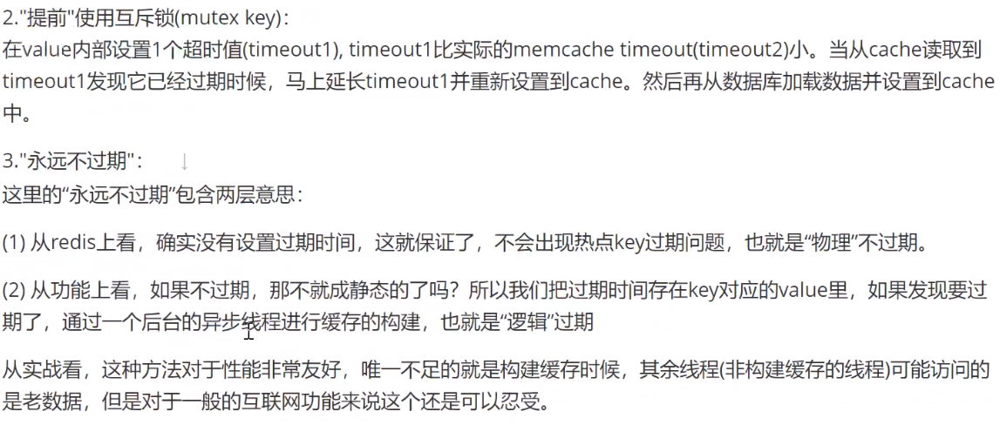 2."提前"使用互斥锁(mutex key)：
在value内部设置1个超时值(timeout1), timeout1比实际的memcache timeout(timeout2)小。当从cache读取到
timeout1发现它已经过期时候，马上延长timeout1并重新设置到cache。然后再从数据库加载数据并设置到cache
中。
3."永远不过期"： ↓
这里的“永远不过期”包含两层意思：
(1) 从redis上看，确实没有设置过期时间，这就保证了，不会出现热点key过期问题，也就是“物理”不过期。
(2) 从功能上看，如果不过期，那不就成静态的了吗？所以我们把过期时间存在key对应的value里，如果发现要过
期了，通过一个后台的异步线程进行缓存的构建，也就是“逻辑”过期
从实战看，这种方法对于性能非常友好，唯一不足的就是构建缓存时候，其余线程(非构建缓存的线程)可能访问的
是老数据，但是对于一般的互联网功能来说这个还是可以忍受。